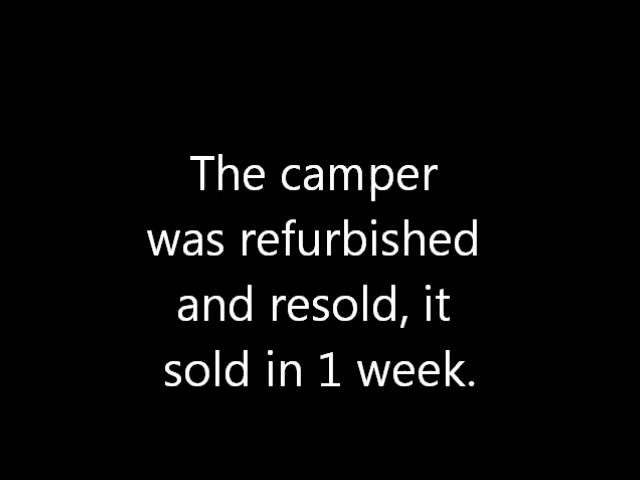 The camper
was refurbished
and resold, it
sold in 1 week.